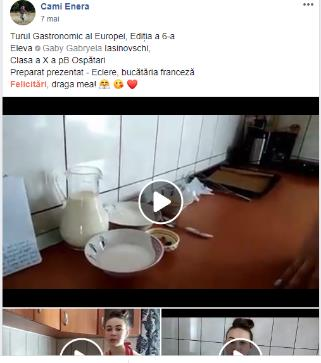 Cami Enera
7 mai
Turul Gastronomic al Europei, Ediția a 6-a
Eleva Gaby Gabryela Iasinovschi,
Clasa a X a pB Ospătari
Preparat prezentat - Eclere, bucătăria franceză
Felicitări, draga mea! 🤗 😘 ❤️